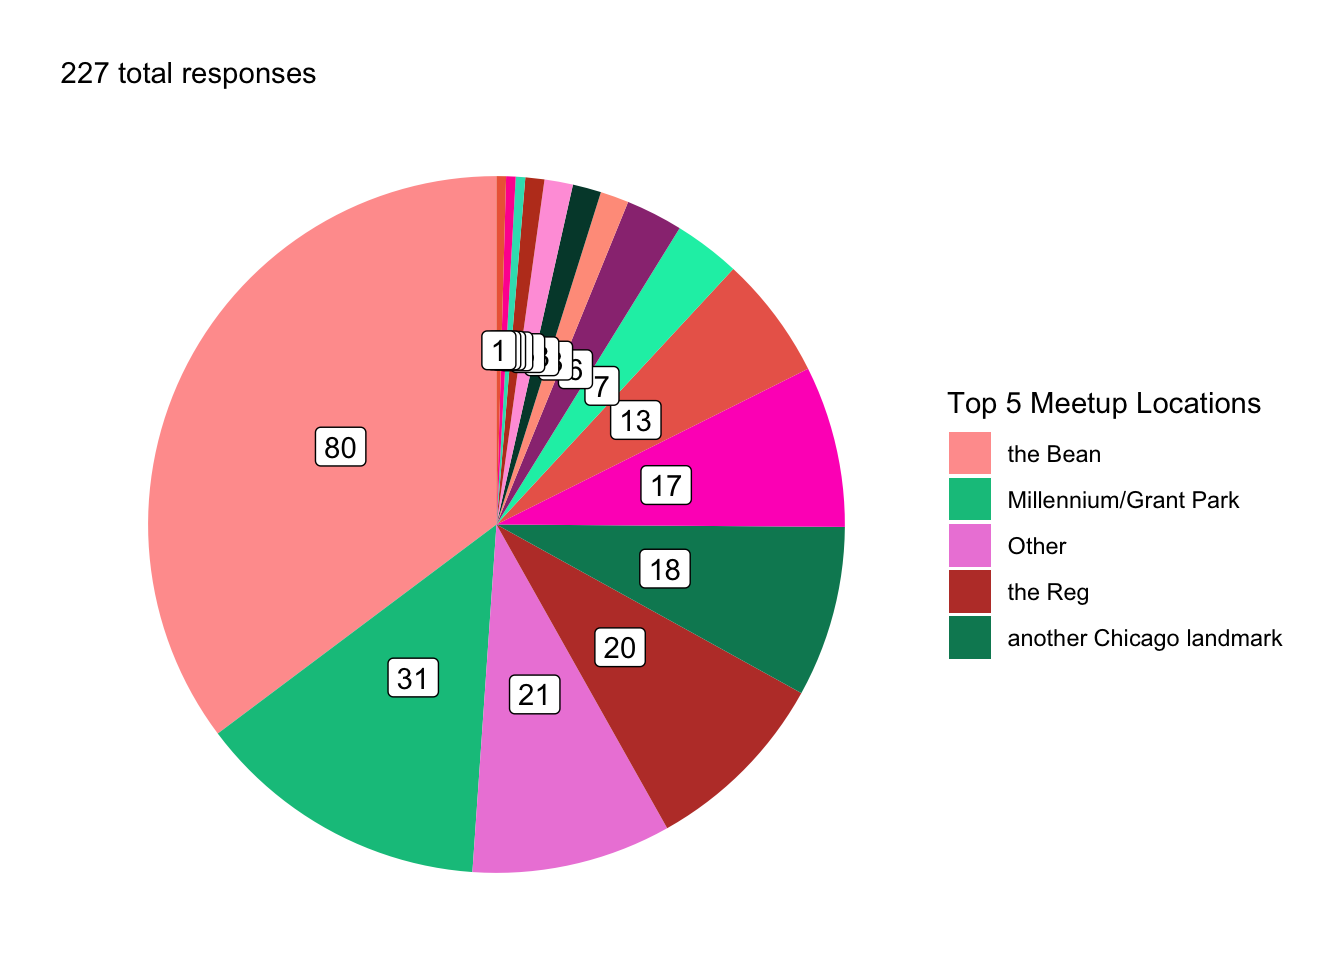 227 total responses
1
6
7
13
80
17
18
20
31
21
Top 5 Meetup Locations
the Bean
Millennium/Grant Park
Other
the Reg
another Chicago landmark